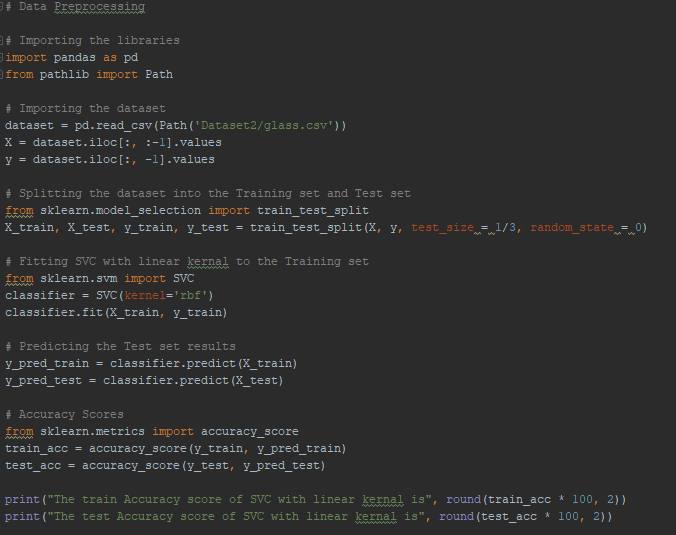 # Data Preprocessing
# Importing the libraries
import pandas as pd
from pathlib import Path
# Importing the dataset
dataset = pd.read_csv(Path('Dataset2/glass.csv'))
X = dataset.iloc[:, :-1].values
y = dataset.iloc[:, -1].values
# Splitting the dataset into the Training set and Test set
from sklearn.model_selection import train_test_split
X_train, X_test, y_train, y_test = train_test_split(X, y, test_size = 1/3, random_state = 0)
# Fitting SVC with linear kernal to the Training set
from sklearn.svm import SVC
classifier = SVC(kernel='rbf')
classifier.fit(X_train, y_train)
# Predicting the Test set results
y_pred_train = classifier.predict(X_train)
y_pred_test = classifier.predict(X_test)
# Accuracy Scores
from sklearn.metrics import accuracy_score
train_acc = accuracy_score(y_train, y_pred_train)
test_acc = accuracy_score(y_test, y_pred_test)
print("The train Accuracy score of SVC with linear kernal is", round(train_acc * 100, 2))
print("The test Accuracy score of SVC with linear kernal is", round(test_acc * 100, 2))